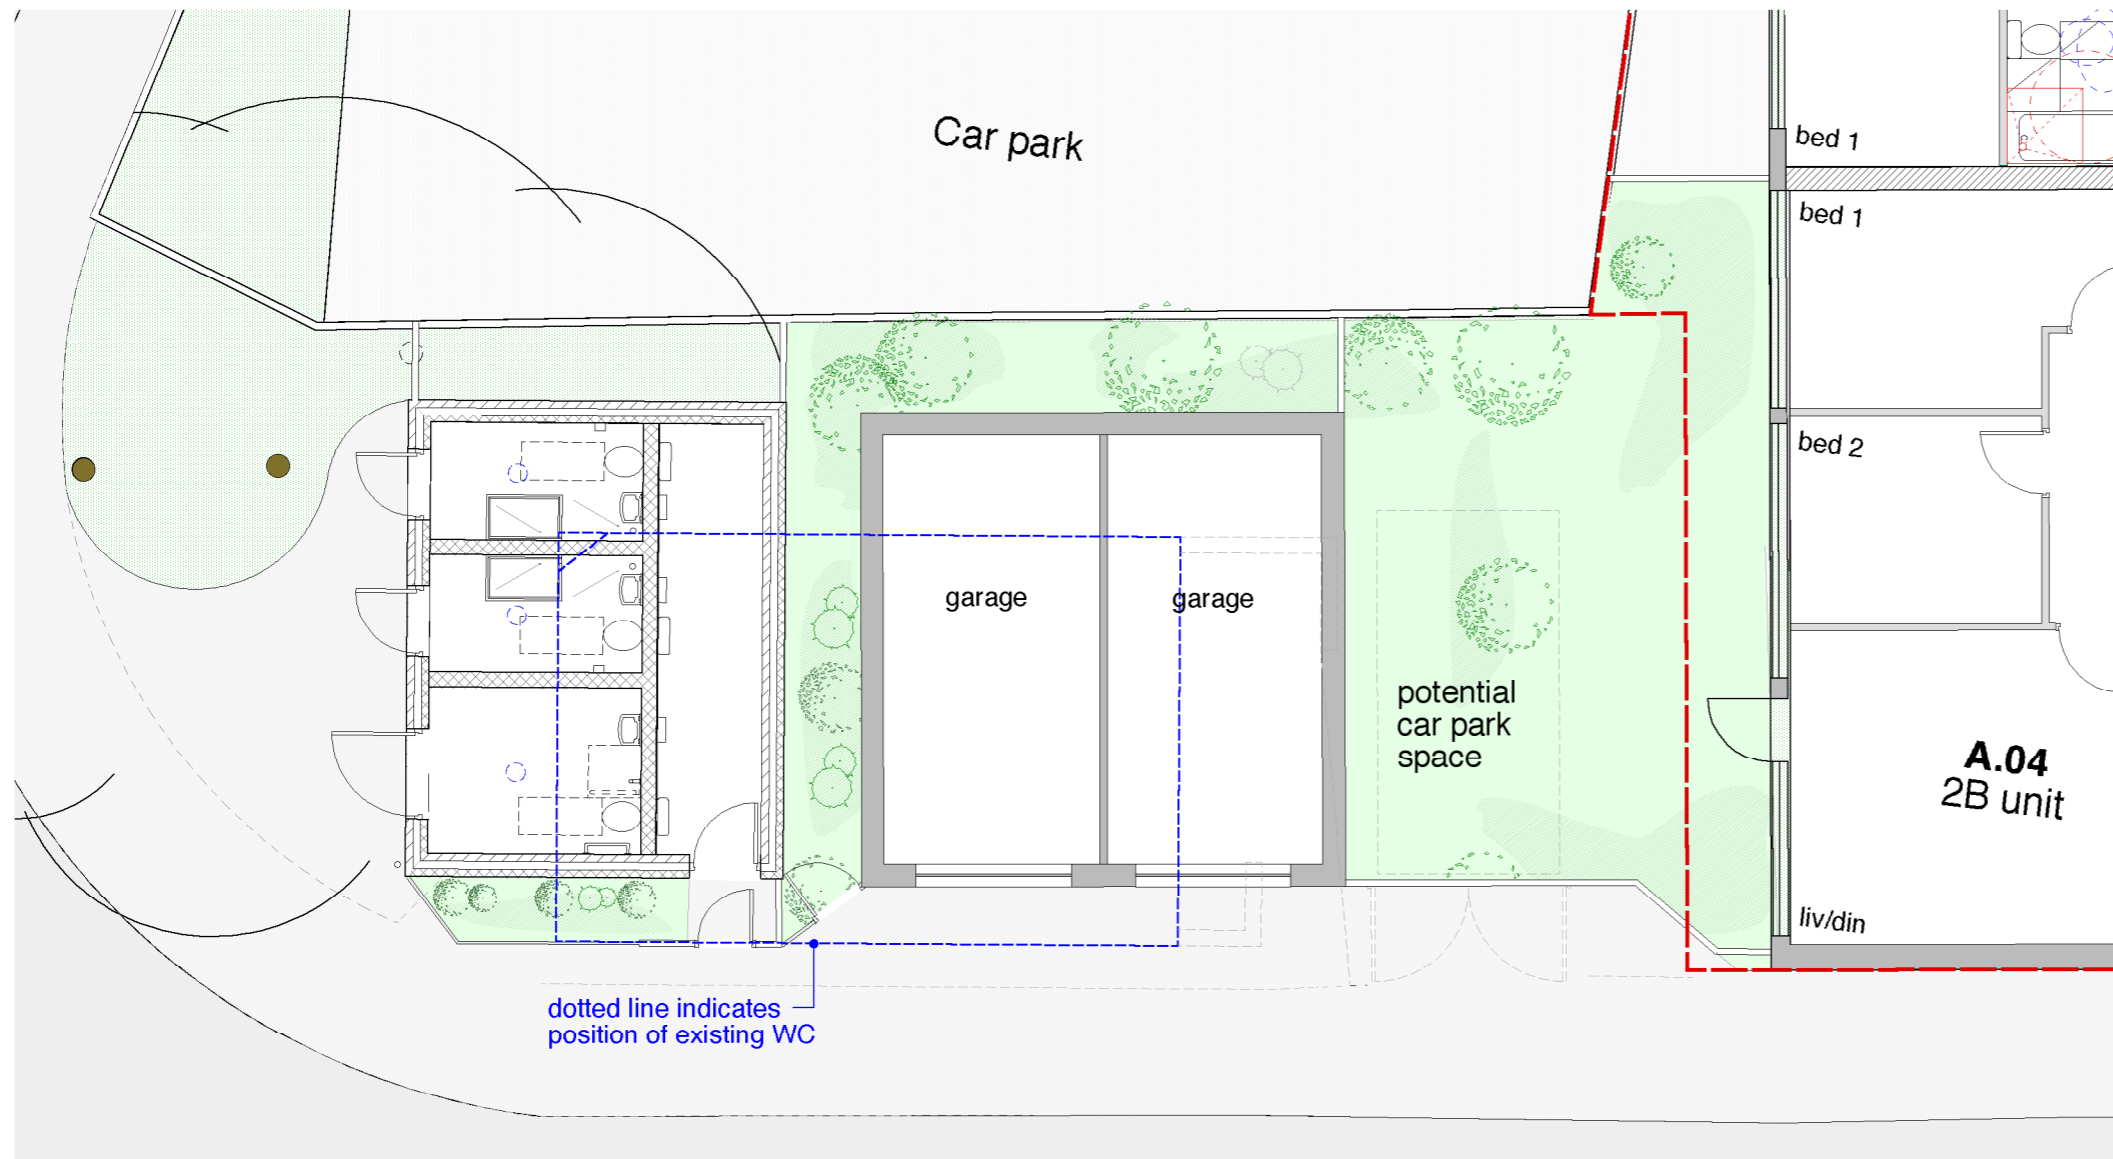 Car park
bed 1
bed 1
bed 2
garage
garage
potential
car park
space
A.04
2B unit
liv/din
dotted line indicates
position of existing WC